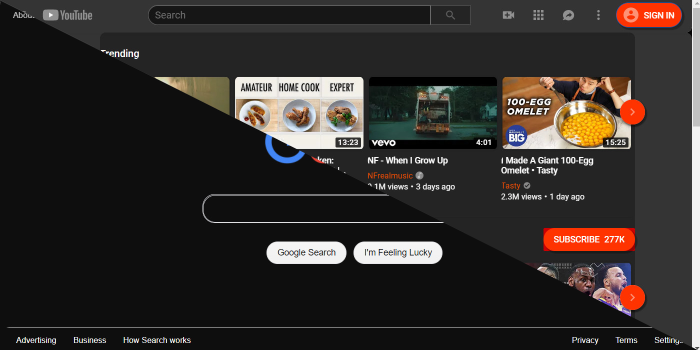 About
YouTube
Search
SIGN IN
Trending
AMATEUR HOME COOK EXPERT
13:23
vevo
4:01
100-EGG
OMELET
BIG
15:25
NF - When I Grow Up
NFrealmusic
views • 3 days ago
I Made A Giant 100-Egg
Omelet • Tasty
Tasty
2.3M views • 1 day ago
SUBSCRIBE 277K
Google Search
I'm Feeling Lucky
Advertising
Business
How Search works
Privacy
Terms
Settings